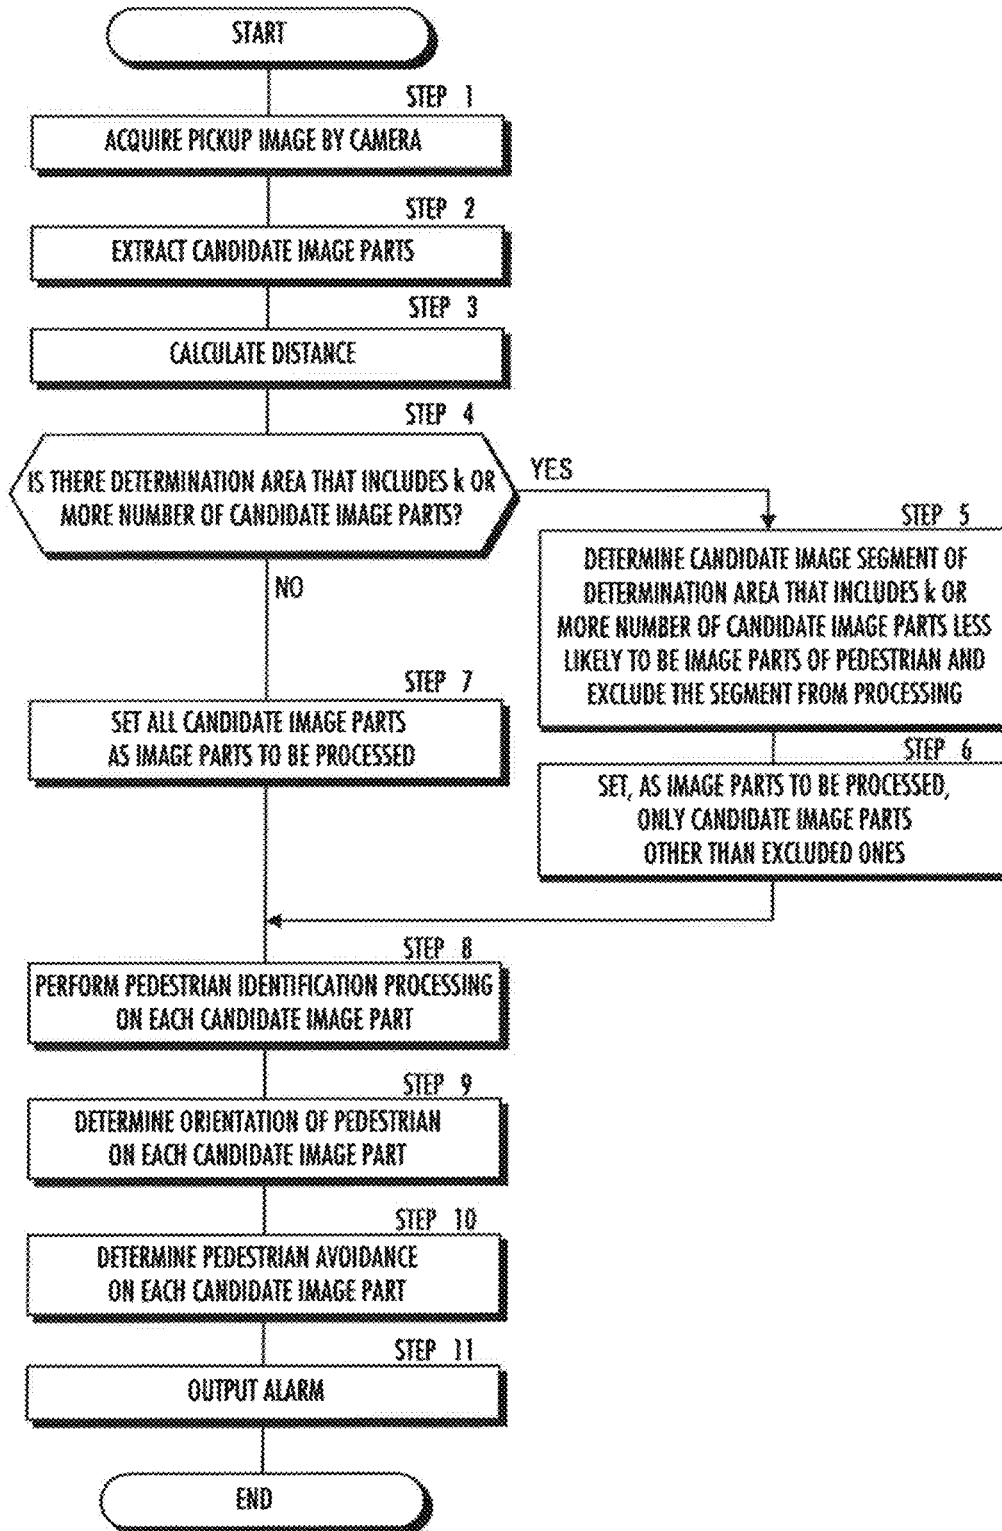 START
STEP 1
ACQUIRE PICKUP IMAGE BY CAMERA
STEP 2
EXTRACT CANDIDATE IMAGE PARTS
STEP 3
CALCULATE DISTANCE
STEP 4
IS THERE DETERMINATION AREA THAT INCLUDES k OR
MORE NUMBER OF CANDIDATE IMAGE PARTS?
YES
NO
STEP 5
DETERMINE CANDIDATE IMAGE SEGMENT OF
DETERMINATION AREA THAT INCLUDES k OR
MORE NUMBER OF CANDIDATE IMAGE PARTS LESS
LIKELY TO BE IMAGE PARTS OF PEDESTRIAN AND
EXCLUDE THE SEGMENT FROM PROCESSING
STEP 6
SET, AS IMAGE PARTS TO BE PROCESSED,
ONLY CANDIDATE IMAGE PARTS
OTHER THAN EXCLUDED ONES
STEP 7
SET ALL CANDIDATE IMAGE PARTS
AS IMAGE PARTS TO BE PROCESSED
STEP 8
PERFORM PEDESTRIAN IDENTIFICATION PROCESSING
ON EACH CANDIDATE IMAGE PART
STEP 9
DETERMINE ORIENTATION OF PEDESTRIAN
ON EACH CANDIDATE IMAGE PART
STEP 10
DETERMINE PEDESTRIAN AVOIDANCE
ON EACH CANDIDATE IMAGE PART
STEP 11
OUTPUT ALARM
END